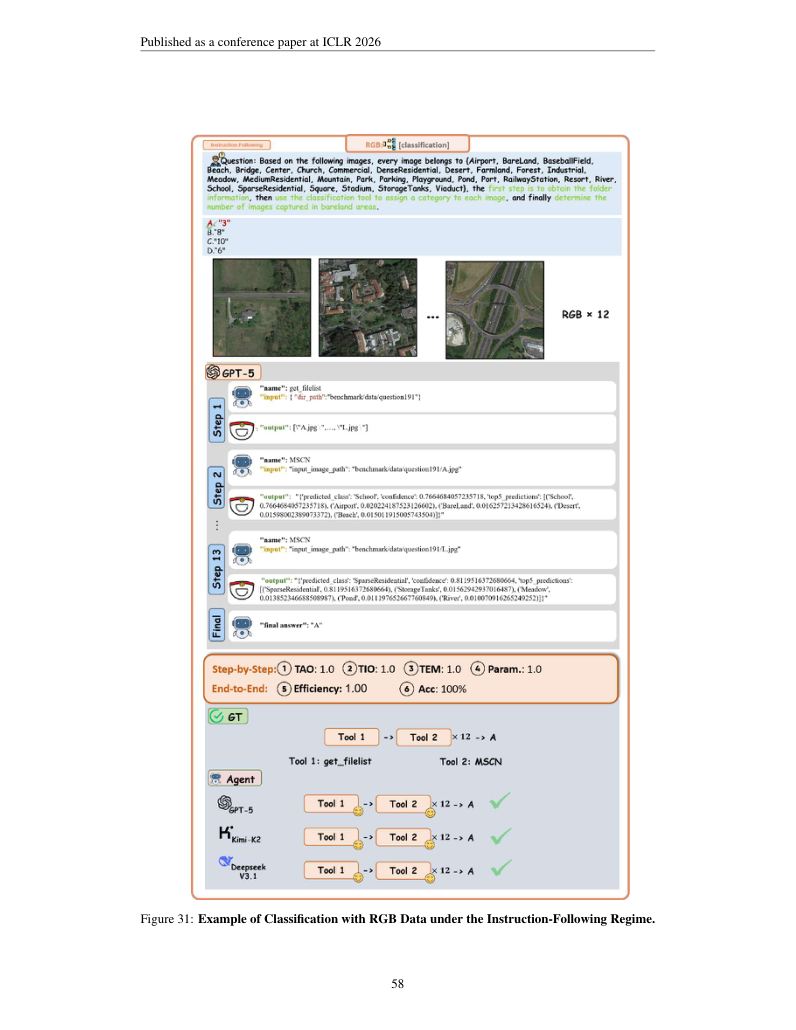 Published as a conference paper at ICLR 2026
Instruction Following
RGB: [classification]
Question: Based on the following images, every image belongs to {Airport, BareLand, BaseballField,
Beach, Bridge, Center, Church, Commercial, DenseResidential, Desert, Farmland, Forest, Industrial,
Meadow, MediumResidential, Mountain, Park, Parking, Playground, Pond, Port, RailwayStation, Resort, River,
School, SparseResidential, Square, Stadium, StorageTanks, Viaduct}, the first step is to obtain the folder
information, then use the classification tool to assign a category to each image, and finally determine the
number of images captured in bareland areas.
A. "3"
B."8"
C."10"
D."6"
... RGB × 12
GPT-5
Step 1
"name": get_filelist
"input": { "dir_path":"benchmark/data/question191"}
"output": [\"A.jpg \",..., \"L.jpg \"]
Step 2
"name": MSCN
"input": "input_image_path": "benchmark/data/question191/A.jpg"
"output": "{'predicted_class': 'School', 'confidence': 0.7664684057235718, 'top5_predictions': [('School',
0.7664684057235718), ('Airport', 0.020224187523126602), ('BareLand', 0.016257213428616524), ('Desert',
0.01598002389073372), ('Beach', 0.015011915005743504)]}"
⋮
Step 13
"name": MSCN
"input": "input_image_path": "benchmark/data/question191/L.jpg"
"output": "{'predicted_class': 'SparseResidential', 'confidence': 0.8119516372680664, 'top5_predictions':
[('SparseResidential', 0.8119516372680664), ('StorageTanks', 0.01562942937016487), ('Meadow',
0.013852346688508987), ('Pond', 0.011197652667760849), ('River', 0.010070916265249252)]}"
Final
"final answer": "A"
Step-by-Step: 1 TAO: 1.0 2 TIO: 1.0 3 TEM: 1.0 4 Param.: 1.0
End-to-End: 5 Efficiency: 1.00 6 Acc: 100%
GT
Tool 1 -> Tool 2 × 12 -> A
Tool 1: get_filelist Tool 2: MSCN
Agent
GPT-5 Tool 1 -> Tool 2 × 12 -> A
Kimi-K2 Tool 1 -> Tool 2 × 12 -> A
Deepseek
V3.1 Tool 1 -> Tool 2 × 12 -> A
Figure 31: Example of Classification with RGB Data under the Instruction-Following Regime.
58